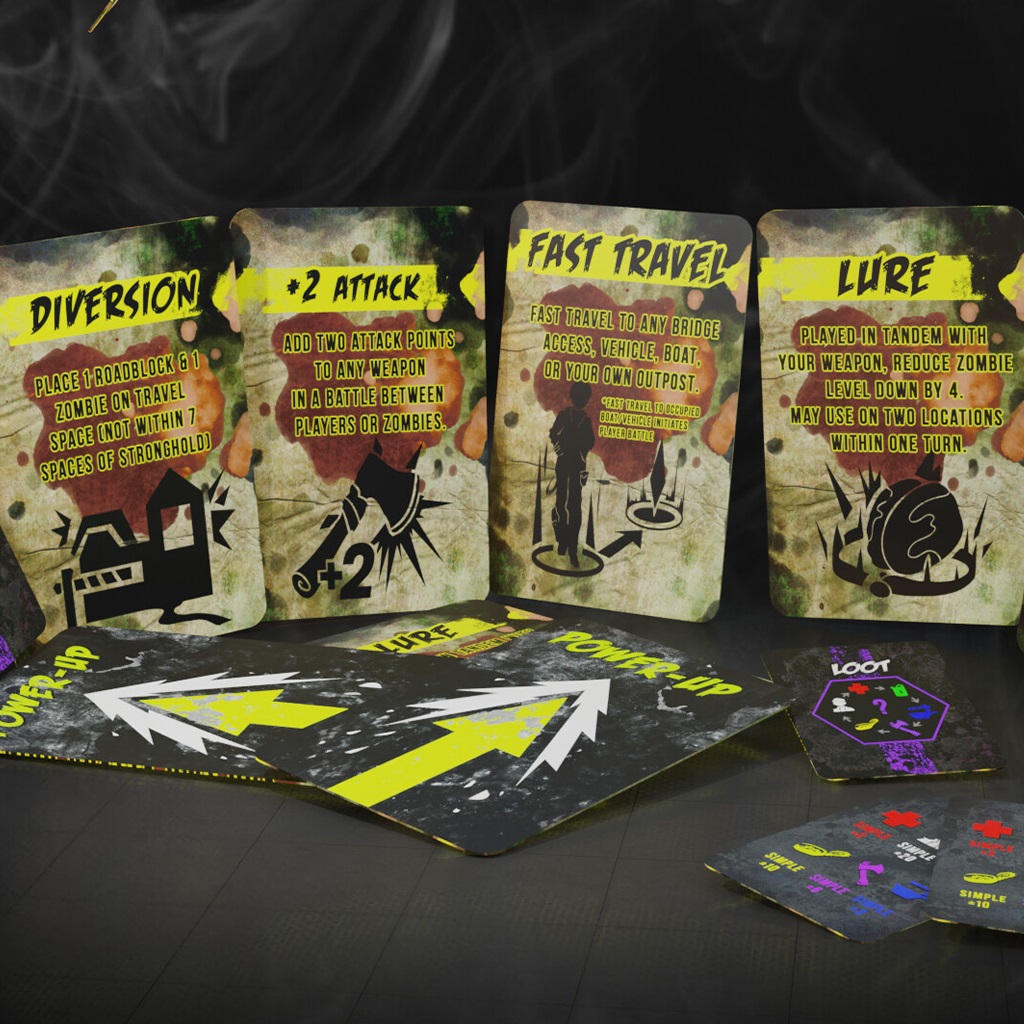 DIVERSION
PLACE 1 ROADBLOCK & 1
ZOMBIE ON TRAVEL
SPACE (NOT WITHIN 7
SPACES OF STRONGHOLD)
+2 ATTACK
ADD TWO ATTACK POINTS
TO ANY WEAPON
IN A BATTLE BETWEEN
PLAYERS OR ZOMBIES.
+2
FAST TRAVEL
FAST TRAVEL TO ANY BRIDGE
ACCESS, VEHICLE, BOAT,
OR YOUR OWN OUTPOST.
*FAST TRAVEL TO OCCUPIED
BOAT/VEHICLE INITIATES
PLAYER BATTLE
LURE
PLAYED IN TANDEM WITH
YOUR WEAPON, REDUCE ZOMBIE
LEVEL DOWN BY 4.
MAY USE ON TWO LOCATIONS
WITHIN ONE TURN.
POWER-UP
LURE
POWER-UP
LOOT
?
SIMPLE
+20
SIMPLE
+10
SIMPLE
SIMPLE
+10